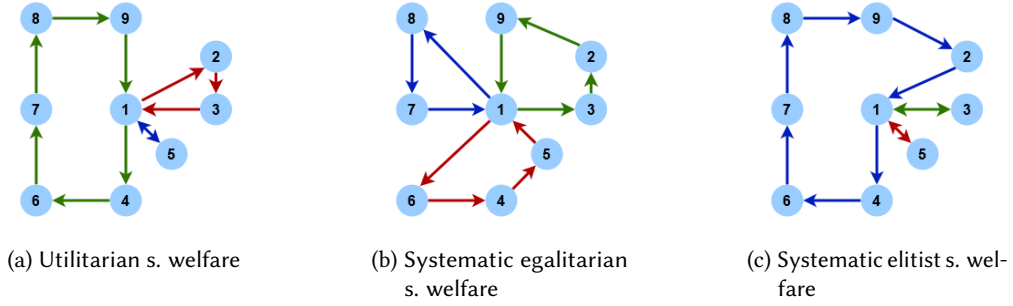 8 9 2 7 1 3 5 6 4
8 9 2 7 1 3 5 6 4
8 9 2 7 1 3 5 6 4
(a) Utilitarian s. welfare
(b) Systematic egalitarian
s. welfare
(c) Systematic elitist s. wel-
fare